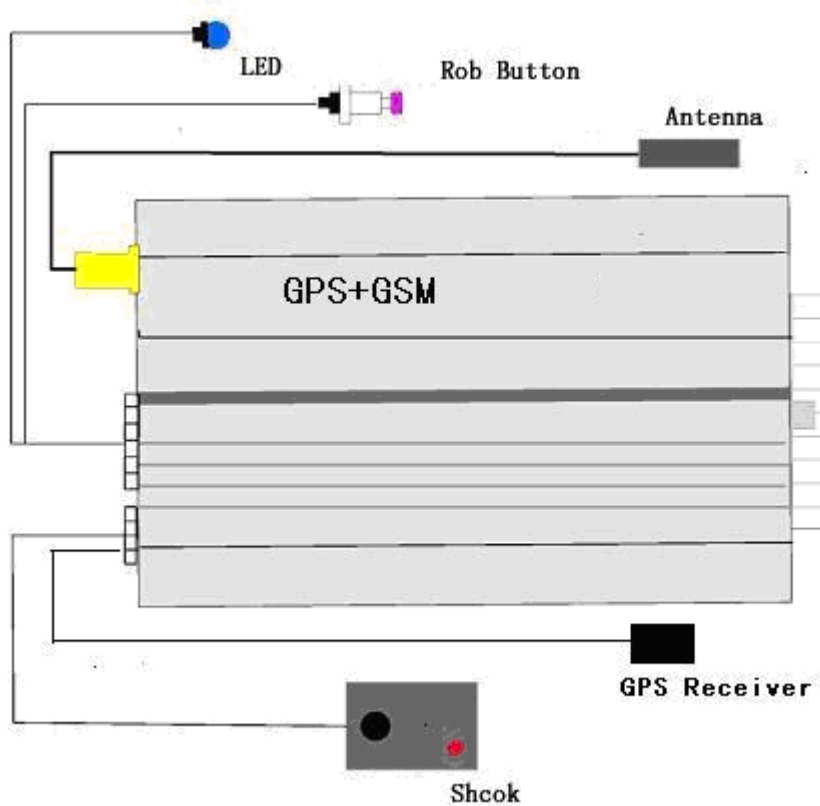 LED
Rob Button
Antenna
GPS+GSM
GPS Receiver
Shcok